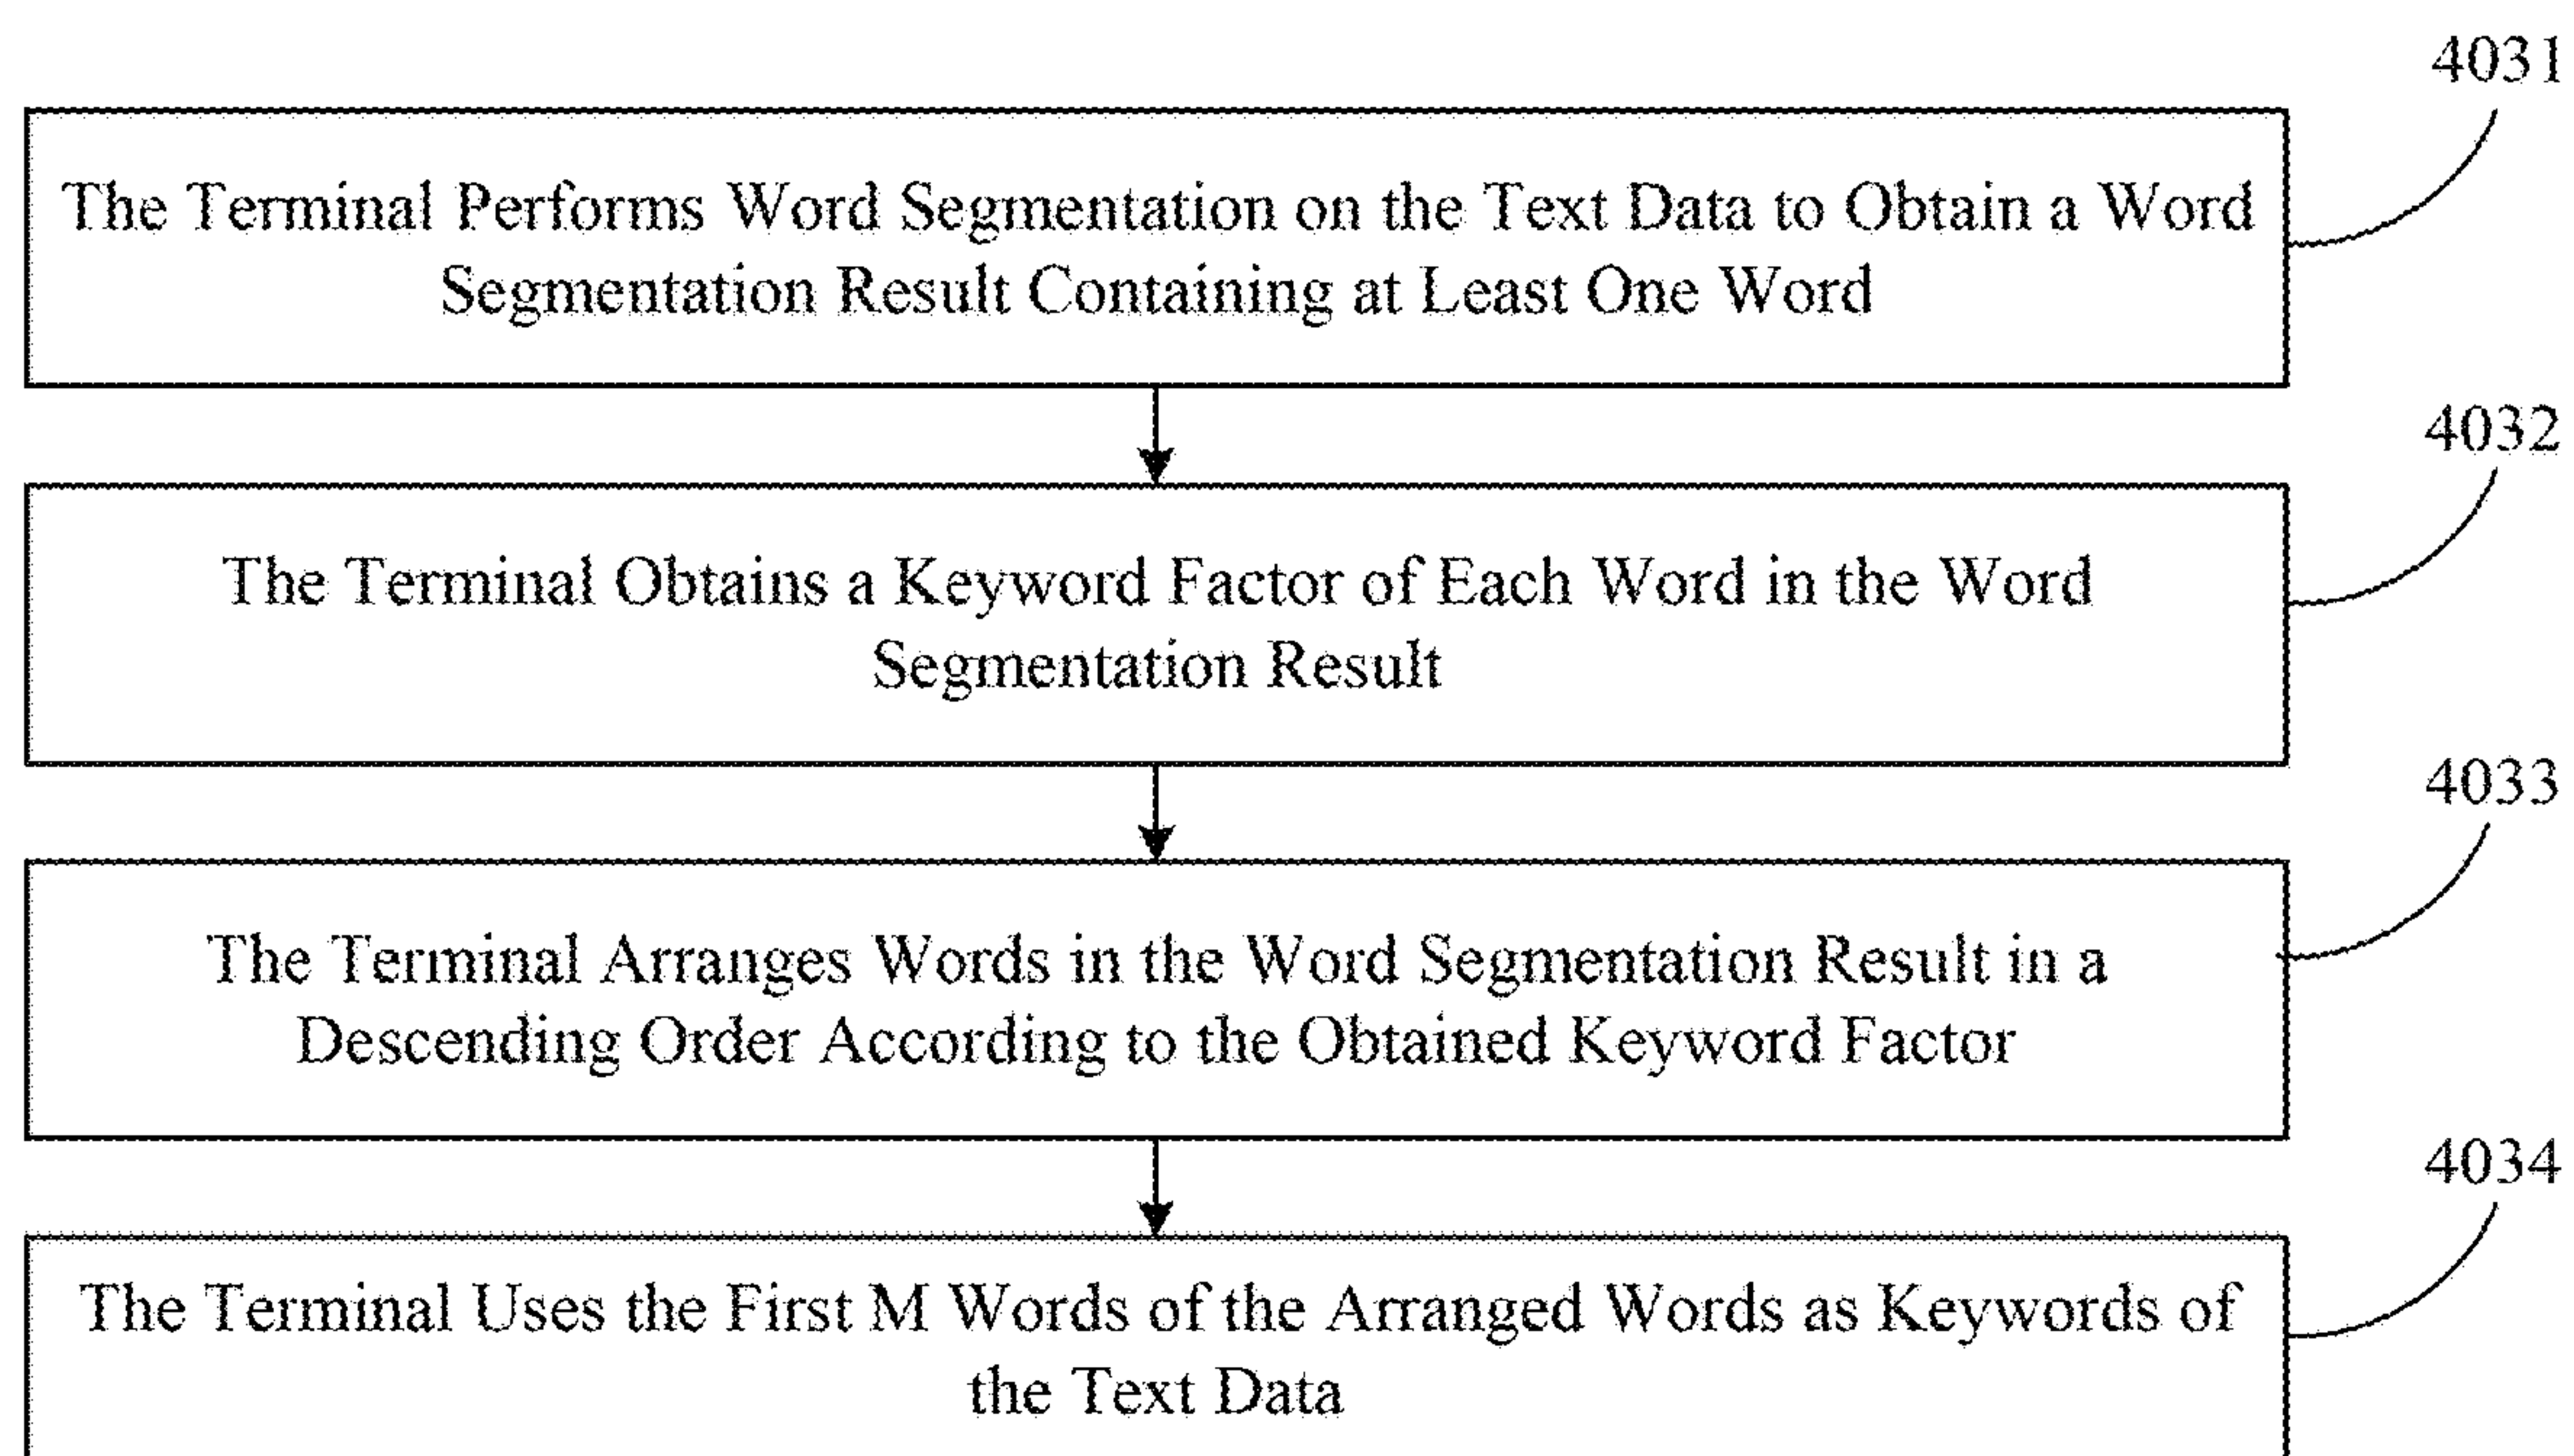 4031
The Terminal Performs Word Segmentation on the Text Data to Obtain a Word
Segmentation Result Containing at Least One Word
4032
The Terminal Obtains a Keyword Factor of Each Word in the Word
Segmentation Result
4033
The Terminal Arranges Words in the Word Segmentation Result in a
Descending Order According to the Obtained Keyword Factor
4034
The Terminal Uses the First M Words of the Arranged Words as Keywords of
the Text Data